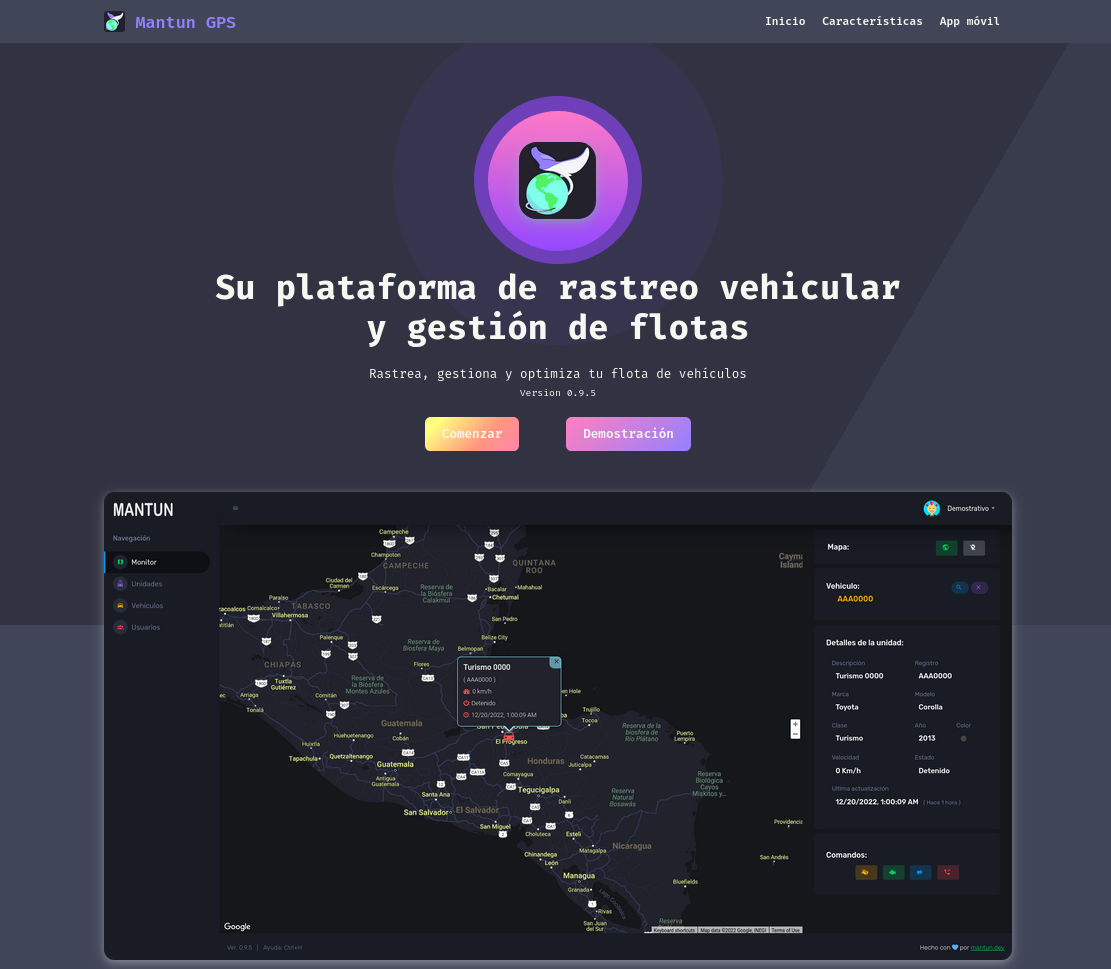 Mantun GPS
Inicio Características App móvil
Su plataforma de rastreo vehicular
y gestión de flotas
Rastrea, gestiona y optimiza tu flota de vehículos
Version 0.9.5
Comenzar Demostración
MANTUN
Demostrativo
Navegación
Monitor
Unidades
Vehículos
Usuarios
Campeche
Champoton
CAMPECHE
QUINTANA
ROO
Ciudad del
Carmen
Escárcega
Reserva de
la Biósfera
Calakmul
Bacalar
Mahahual
Chetumal
Paraíso
Comalcalco
TABASCO
Villahermosa
San Pedro
Palenque
Reserva de
Biosfera Maya
Belize City
Belmopan
CHIAPAS
Flores
Tuxtla
Gutiérrez
Reserva de
la Biósfera
Montes Azules
Arriaga
Comitán
Tonalá
Turismo 0000
( AAA0000 )
0 km/h
Detenido
12/20/2022, 1:00:09 AM
Trujillo
Tocoa
Guatemala
Huehuetenango
Cobán
El Progreso
Reserva de la
biosfera de
Río Plátano
Puerto
Lempira
Huixtla
Tapachula
Quetzaltenango
Guatemala
Antigua
Guatemala
Honduras
Catacamas
Juticalpa
Comayagua
Tegucigalpa
Danlí
Reserva
Biológica
Cayos
Miskitos y...
Reserva
Natural
Bosawás
Santa Ana
San Salvador
El Salvador
San Miguel
Choluteca
Estelí
Matagalpa
Nicaragua
Chinandega
León
Managua
Granada
Bluefields
Rivas
San Juan
del Sur
Reserva
Providencia
San Andrés
Google
Keyboard shortcuts Map data ©2022 Google, INEGI Terms of Use
Mapa:
Vehiculo:
AAA0000
Detalles de la unidad:
Descripción Registro
Turismo 0000 AAA0000
Marca Modelo
Toyota Corolla
Clase Año Color
Turismo 2013
Velocidad Estado
0 Km/h Detenido
Ultima actualización
12/20/2022, 1:00:09 AM ( Hace 1 hora )
Comandos:
Ver. 0.9.5 | Ayuda: Ctrl+H
Hecho con por mantun.dev